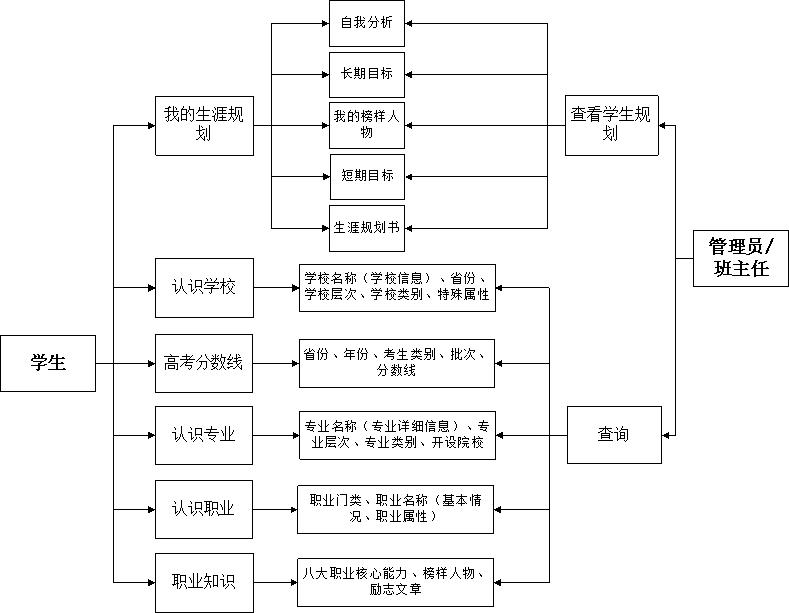 自我分析
长期目标
我的生涯规
划
我的榜样人
物
查看学生规
划
短期目标
生涯规划书
管理员/
班主任
认识学校
学校名称（学校信息）、省份、
学校层次、学校类别、特殊属性
学生
高考分数线
省份、年份、考生类别、批次、
分数线
认识专业
专业名称（专业详细信息）、专
业层次、专业类别、开设院校
查询
认识职业
职业门类、职业名称（基本情
况、职业属性）
职业知识
八大职业核心能力、榜样人物、
励志文章